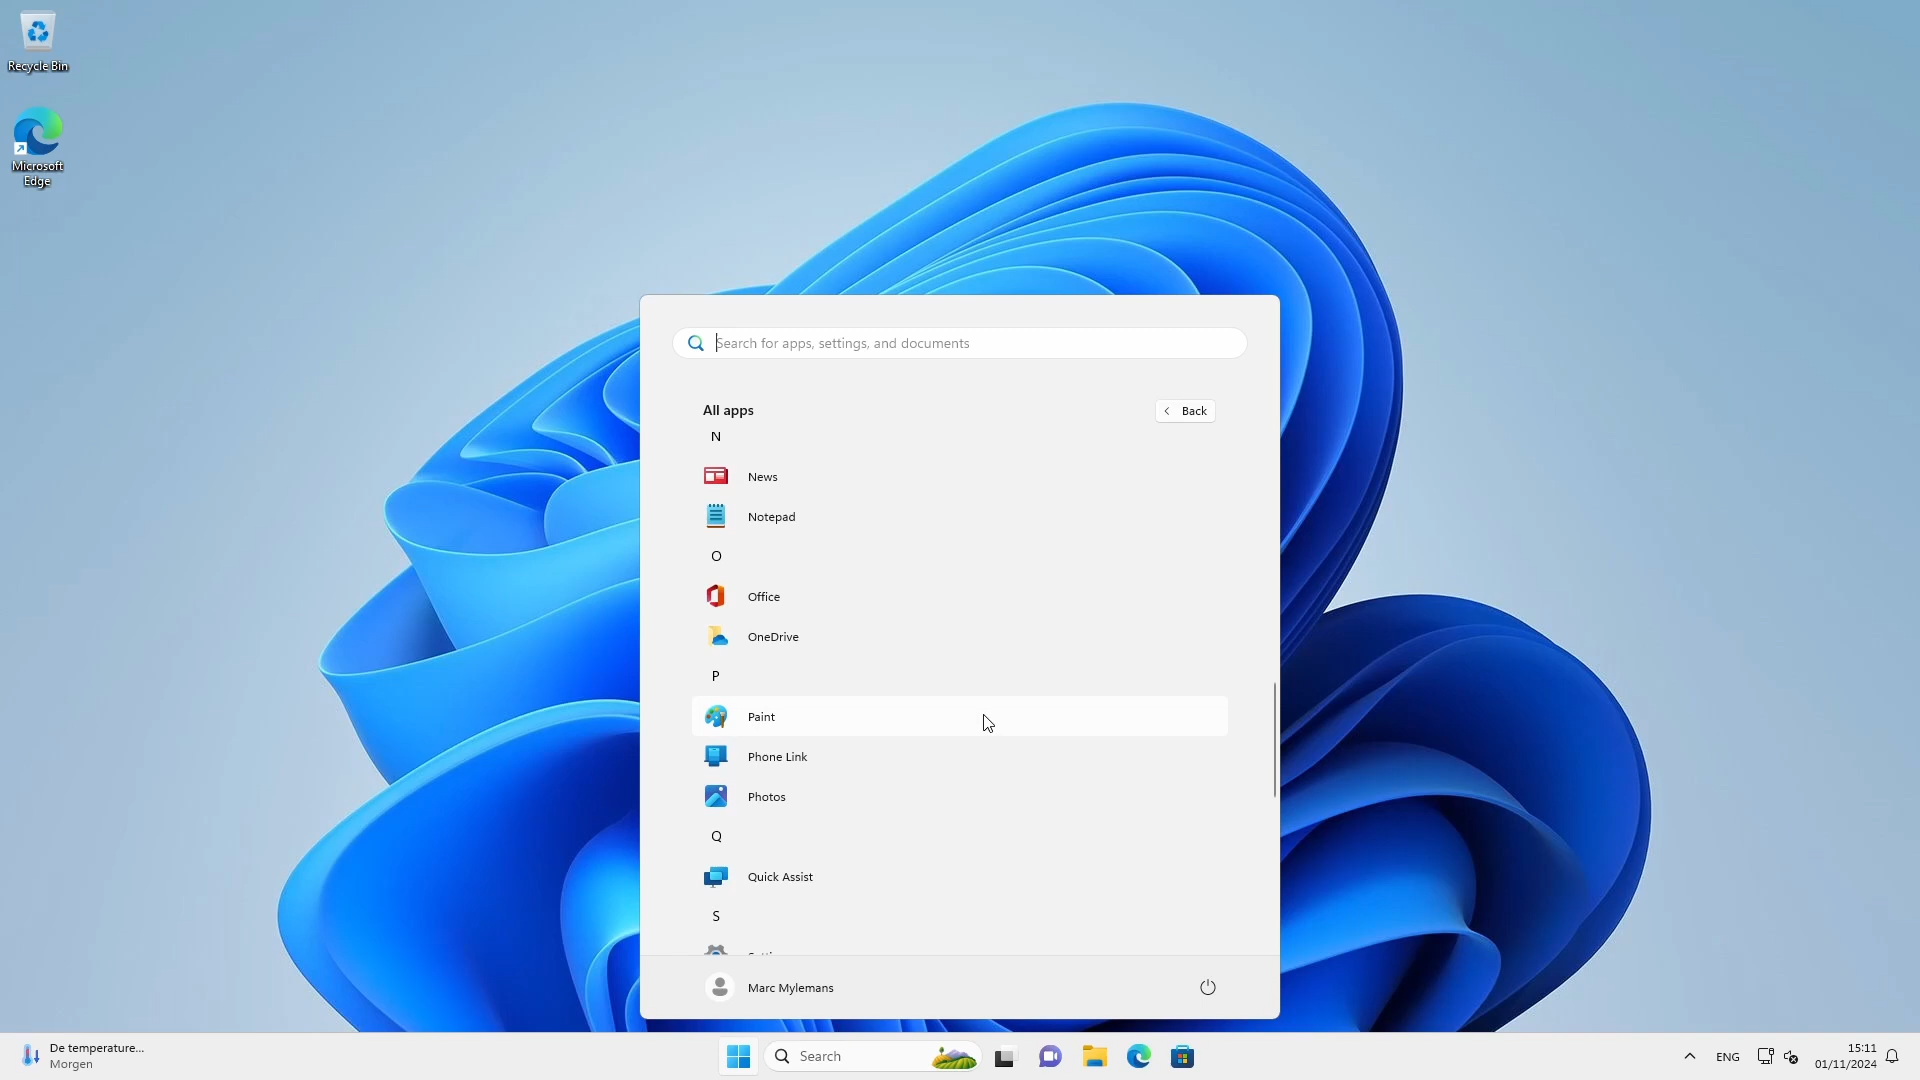 Recycle Bin
Microsoft
Edge
Search for apps, settings, and documents
All apps
Back
N
News
Notepad
O
Office
OneDrive
P
Paint
Phone Link
Photos
Q
Quick Assist
S
Marc Mylemans
De temperature...
Morgen
Search
ENG
15:11
01/11/2024